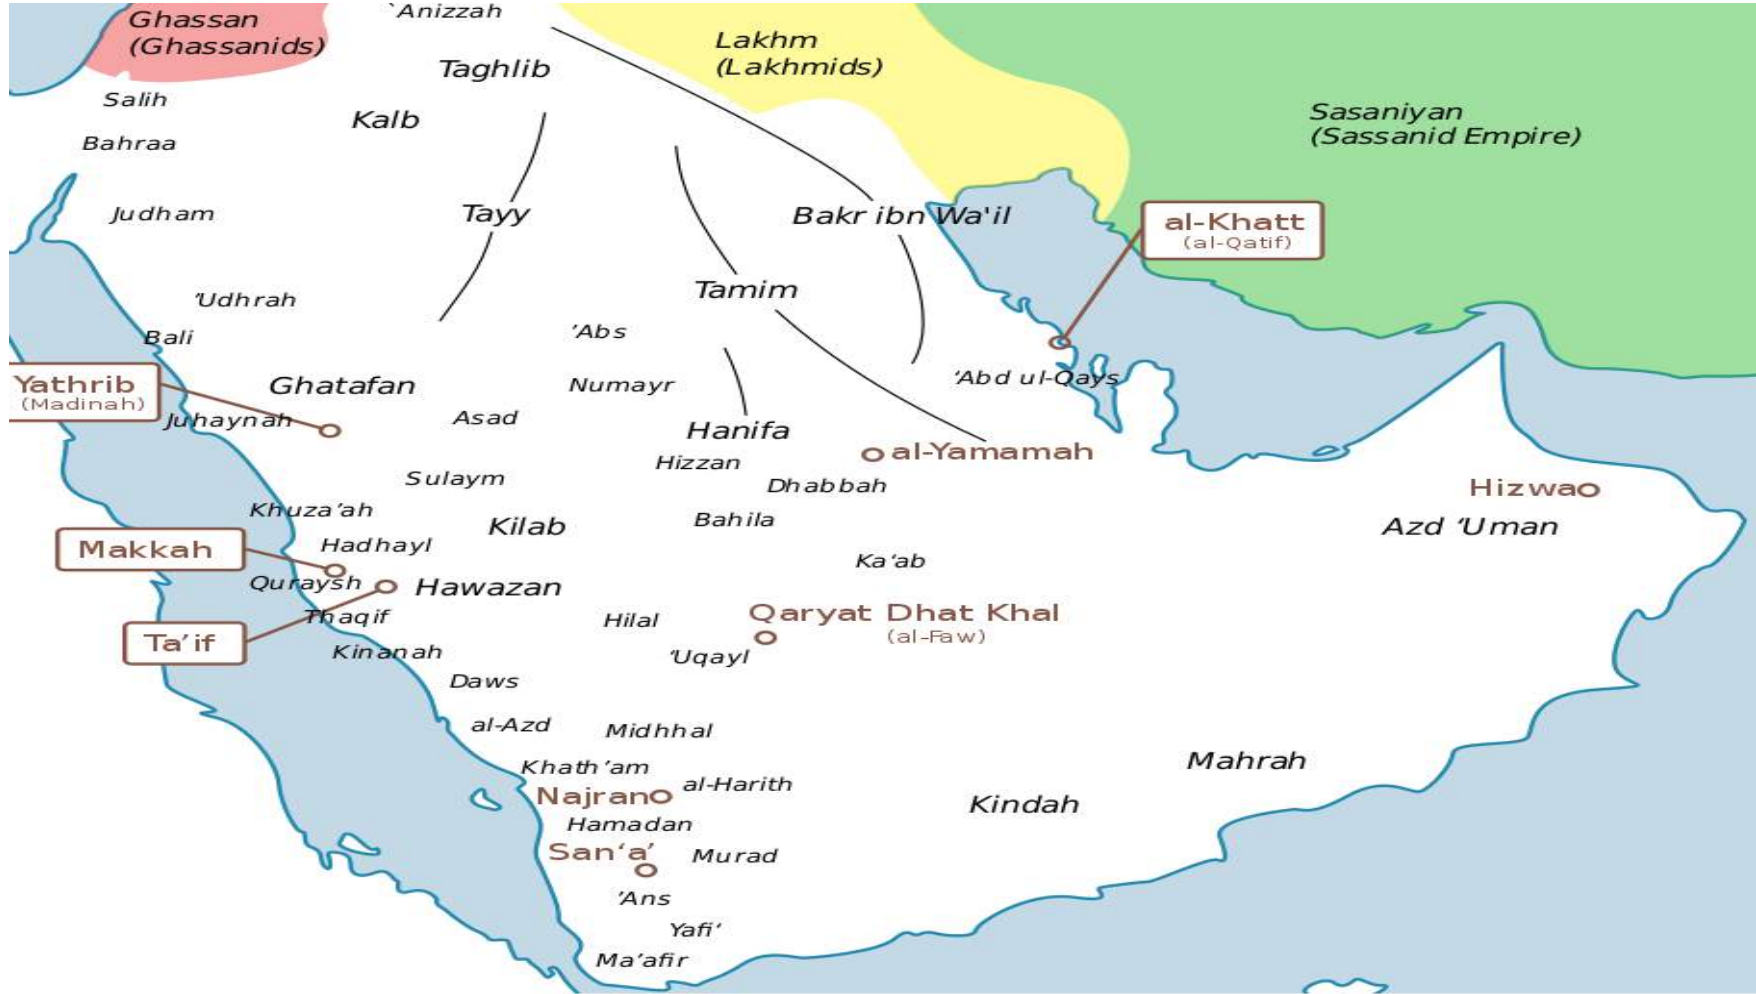 Ghassan
(Ghassanids)
`Anizzah
Lakhm
(Lakhmids)
Taghlib
Salih
Kalb
Sasaniyan
(Sassanid Empire)
Bahraa
Judham
Tayy
Bakr ibn Wa'il
al-Khatt
(al-Qatif)
'Udhrah
Tamim
Bali
'Abs
Yathrib
(Madinah)
Ghatafan
Numayr
'Abd ul-Qays
Juhaynah
Asad
Hanifa
al-Yamamah
Hizzan
Sulaym
Dhabbah
Hizwa
Khuza'ah
Kilab
Bahila
Azd ‘Uman
Makkah
Hadhayl
Ka‘ab
Quraysh
Hawazan
Thaqif
Hilal
Qaryat Dhat Khal
(al-Faw)
Ta’if
Kinanah
'Uqayl
Daws
al-Azd
Midhhal
Khath'am
al-Harith
Mahrah
Najran
Kindah
Hamadan
San‘a’
Murad
'Ans
Yafi‘
Ma'afir